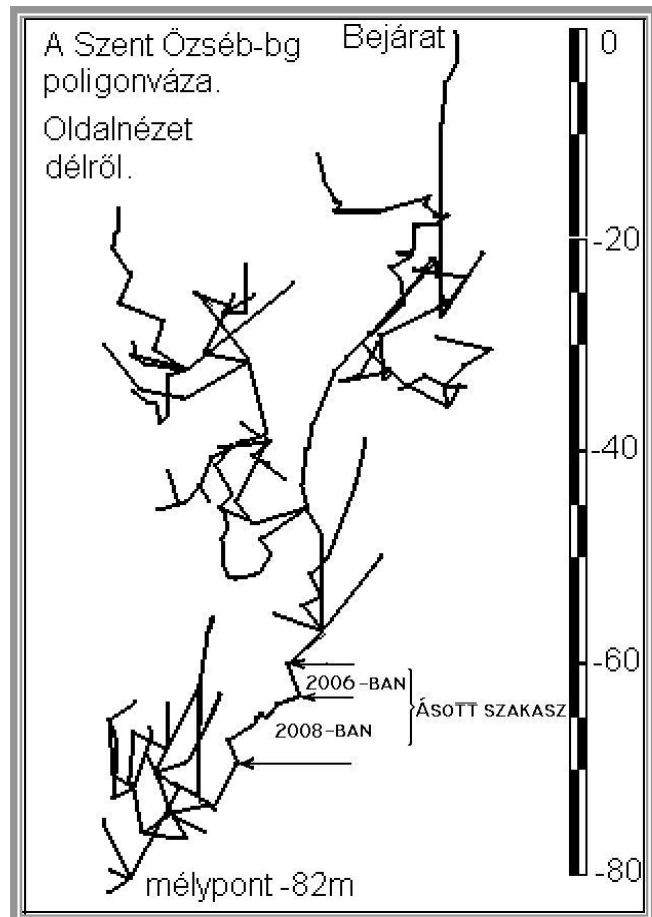 A Szent Özséb-bg
poligonváza.
Oldalnézet
délről.
Bejárat
0
-20
-40
-60
2006-BAN
ÁSOTT SZAKASZ
2008-BAN
-80
mélypont -82m